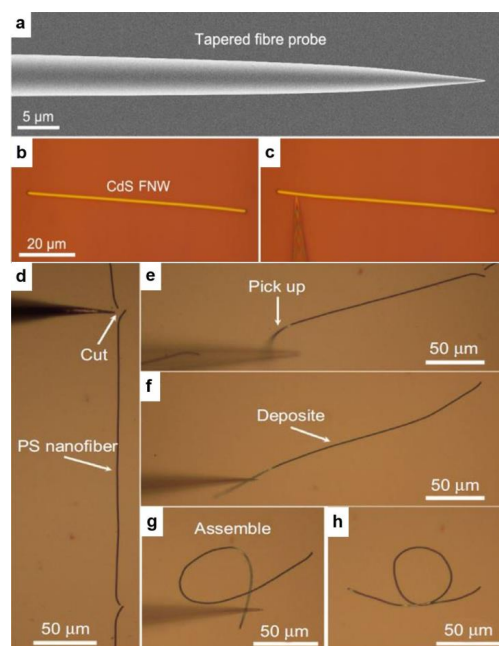 a
Tapered fibre probe
5 µm
b
CdS FNW
20 µm
c
d
Cut
PS nanofiber
50 µm
e
Pick up
50 µm
f
Deposite
50 µm
g
Assemble
50 µm
h
50 µm